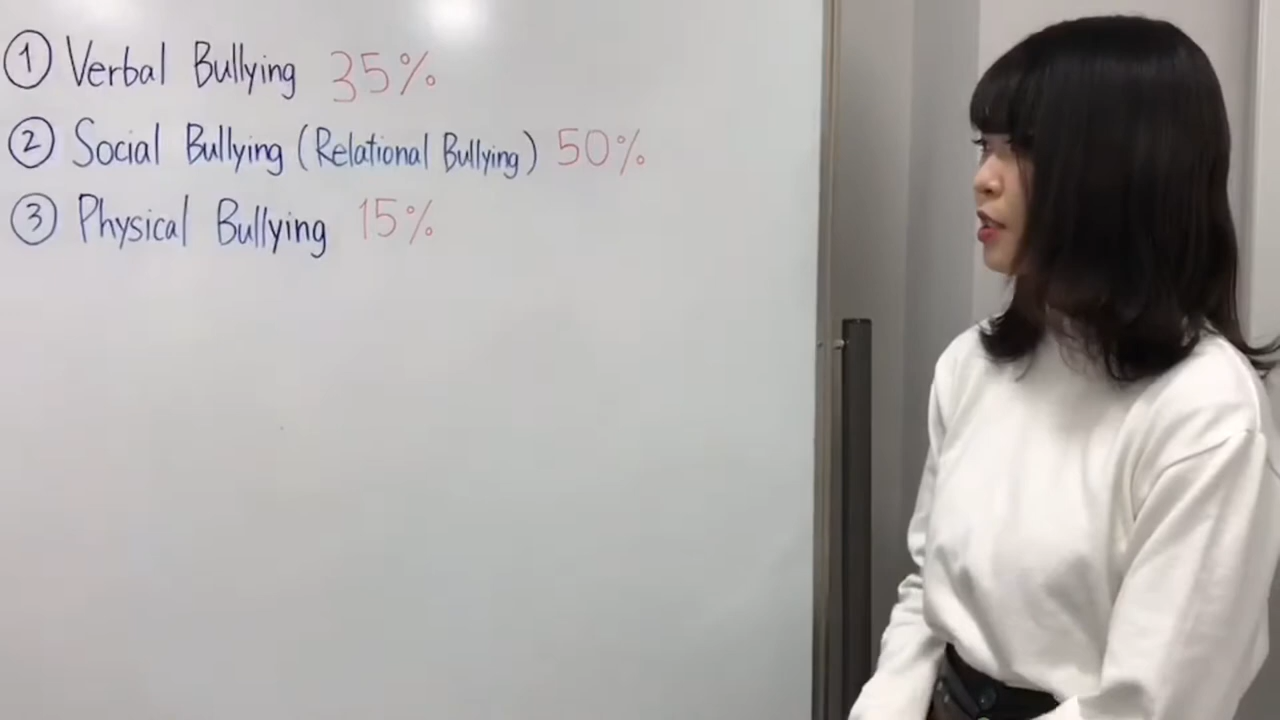 ① Verbal Bullying 35%
② Social Bullying (Relational Bullying) 50%
③ Physical Bullying 15%